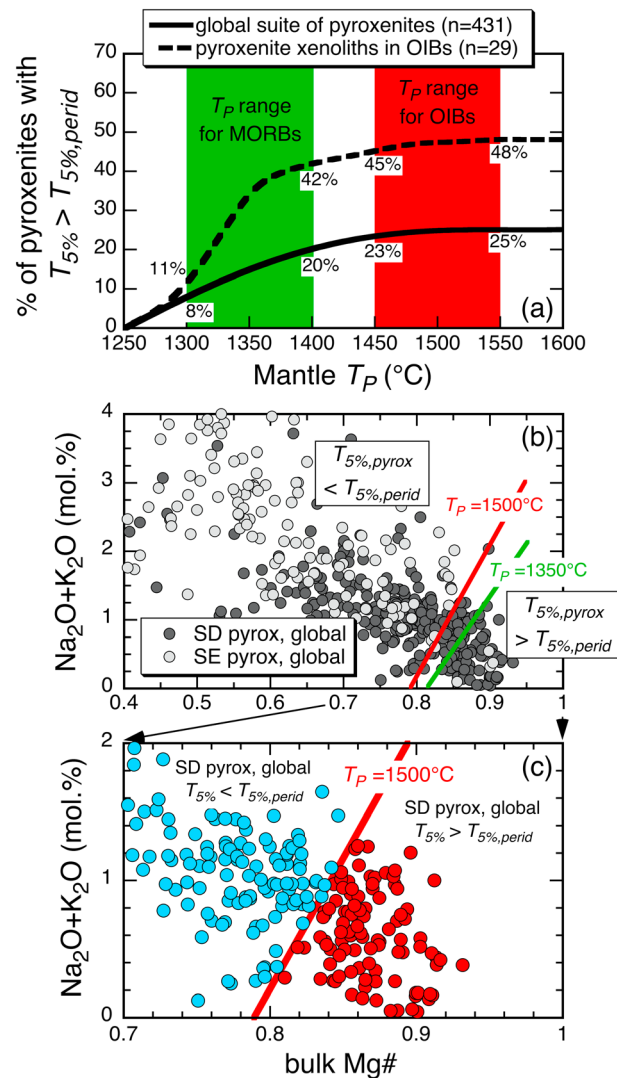 global suite of pyroxenites (n=431)
pyroxenite xenoliths in OIBs (n=29)
% of pyroxenites with
T5% > T5%,perid
70
60
50
40
30
20
10
0
TP range
for MORBs
TP range
for OIBs
11%
8%
42%
20%
45%
23%
48%
25%
(a)
1250 1300 1350 1400 1450 1500 1550 1600
Mantle TP (°C)
Na2O+K2O (mol.%)
4
3
2
1
0
(b)
T5%,pyrox
< T5%,perid
TP =1500°C
TP =1350°C
T5%,pyrox
> T5%,perid
SD pyrox, global
SE pyrox, global
0.4 0.5 0.6 0.7 0.8 0.9 1
Na2O+K2O (mol.%)
2
1
0
SD pyrox, global
T5% < T5%,perid
TP =1500°C
(c)
SD pyrox, global
T5% > T5%,perid
0.7 0.8 0.9 1
bulk Mg#